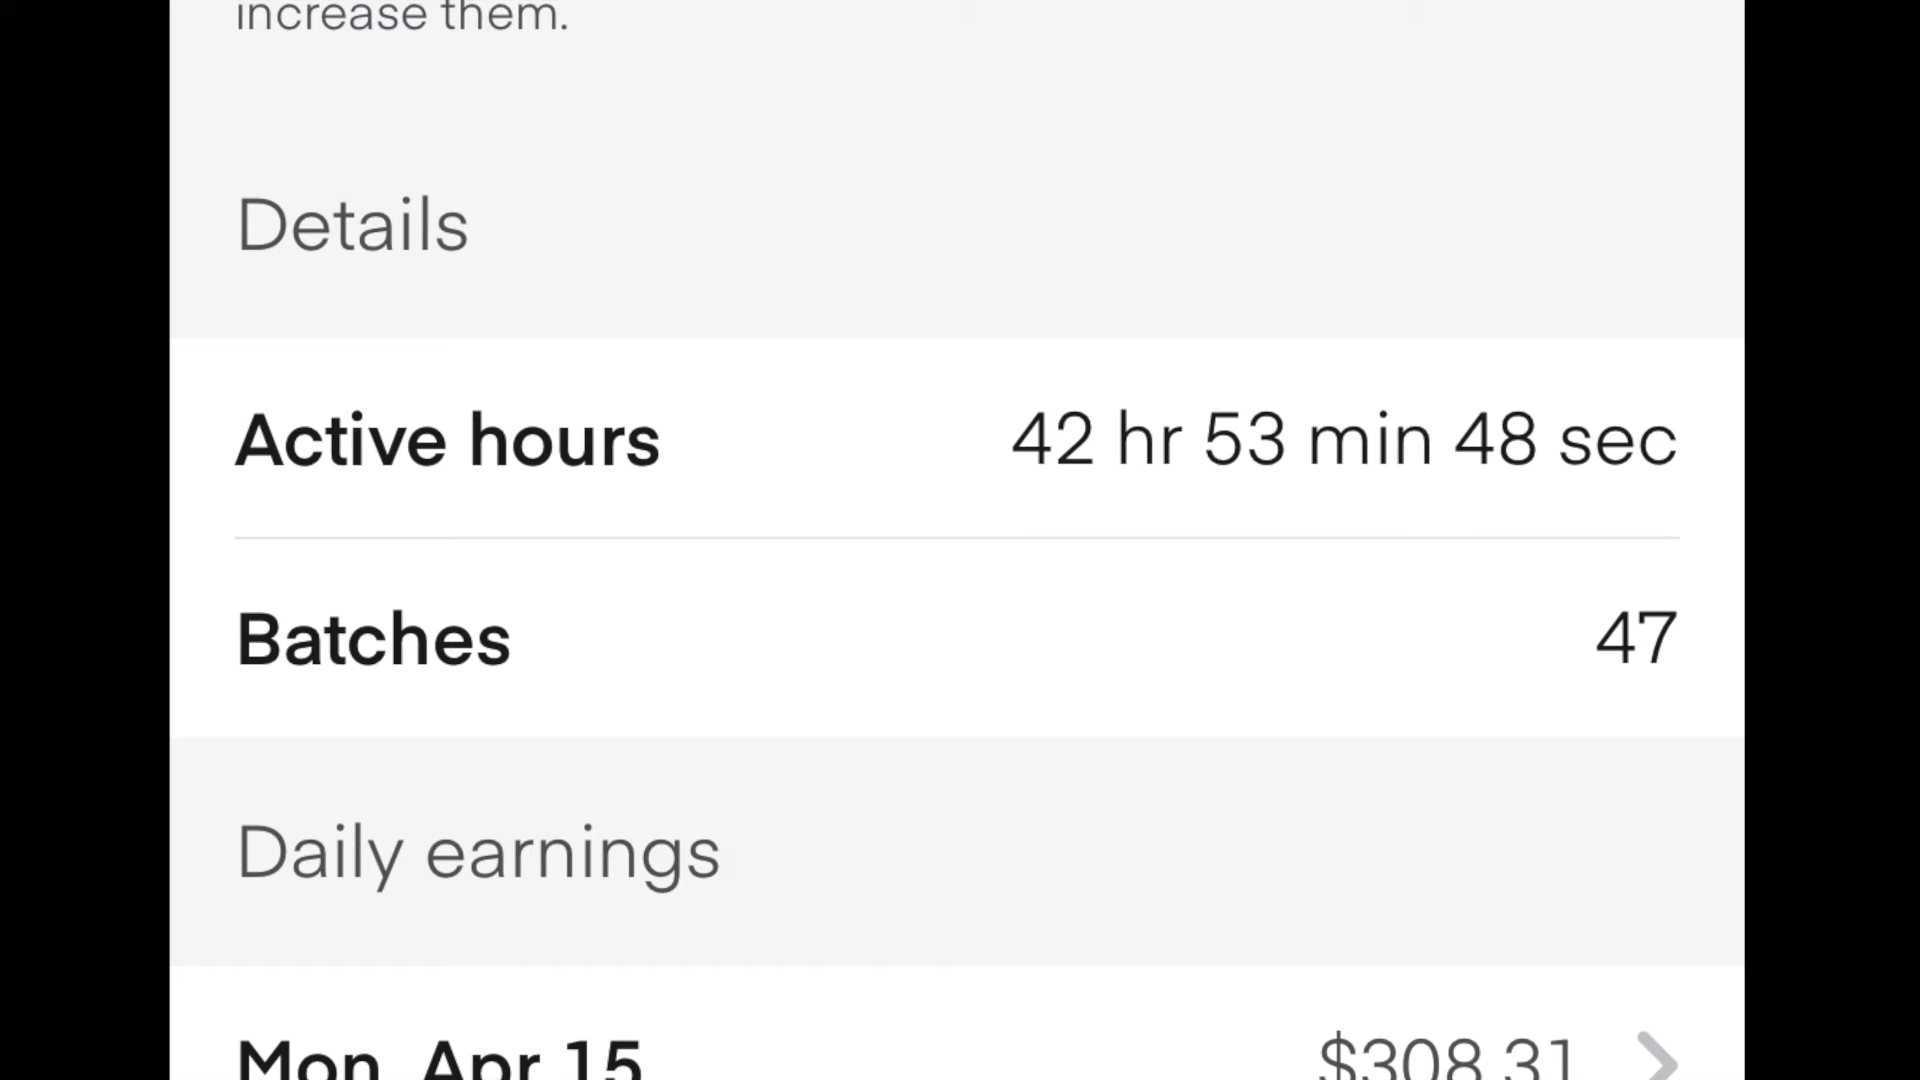 increase them.
Details
Active hours 42 hr 53 min 48 sec
Batches 47
Daily earnings
Mon, Apr 15 $308.31